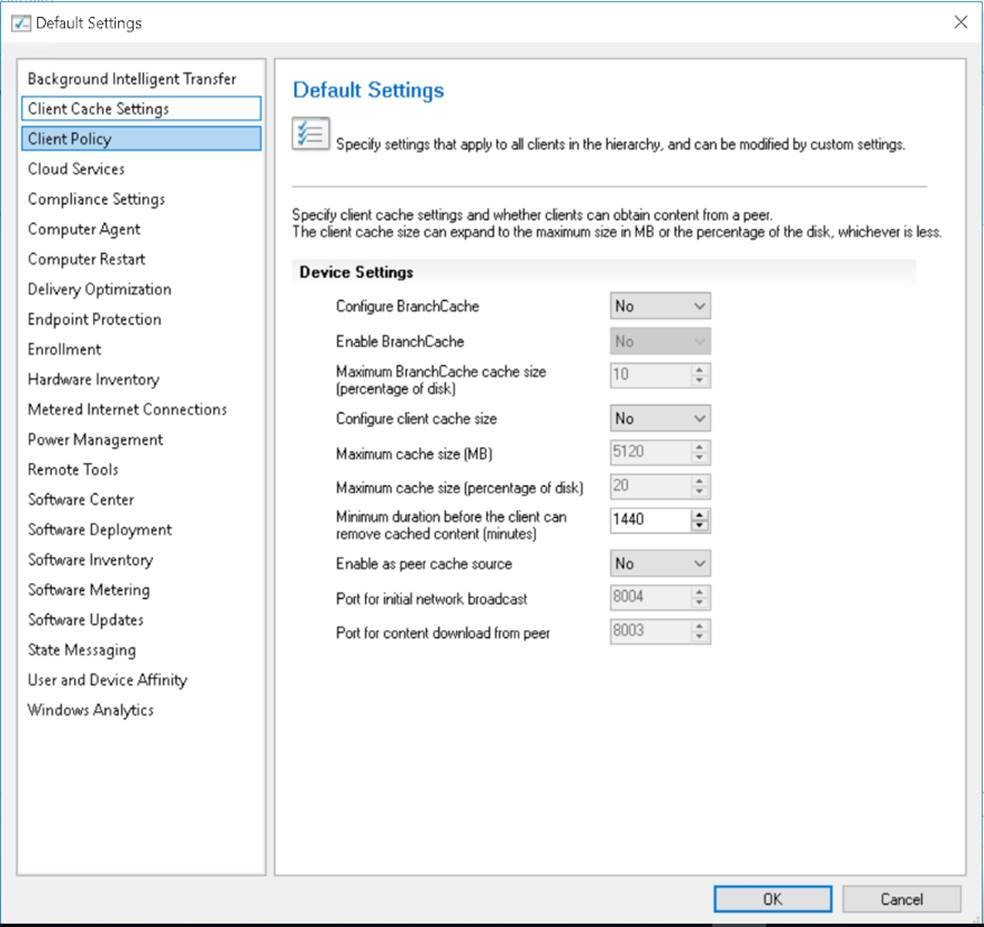 Default Settings
Background Intelligent Transfer
Client Cache Settings
Client Policy
Cloud Services
Compliance Settings
Computer Agent
Computer Restart
Delivery Optimization
Endpoint Protection
Enrollment
Hardware Inventory
Metered Internet Connections
Power Management
Remote Tools
Software Center
Software Deployment
Software Inventory
Software Metering
Software Updates
State Messaging
User and Device Affinity
Windows Analytics
Default Settings
Specify settings that apply to all clients in the hierarchy, and can be modified by custom settings.
Specify client cache settings and whether clients can obtain content from a peer.
The client cache size can expand to the maximum size in MB or the percentage of the disk, whichever is less.
Device Settings
Configure BranchCache No
Enable BranchCache No
Maximum BranchCache cache size 10
(percentage of disk)
Configure client cache size No
Maximum cache size (MB) 5120
Maximum cache size (percentage of disk) 20
Minimum duration before the client can 1440
remove cached content (minutes)
Enable as peer cache source No
Port for initial network broadcast 8004
Port for content download from peer 8003
OK Cancel